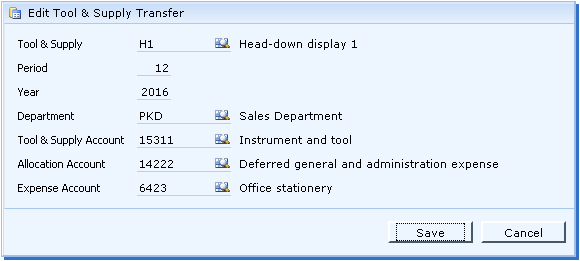 Edit Tool & Supply Transfer
Tool & Supply H1 Head-down display 1
Period 12
Year 2016
Department PKD Sales Department
Tool & Supply Account 15311 Instrument and tool
Allocation Account 14222 Deferred general and administration expense
Expense Account 6423 Office stationery
Save Cancel